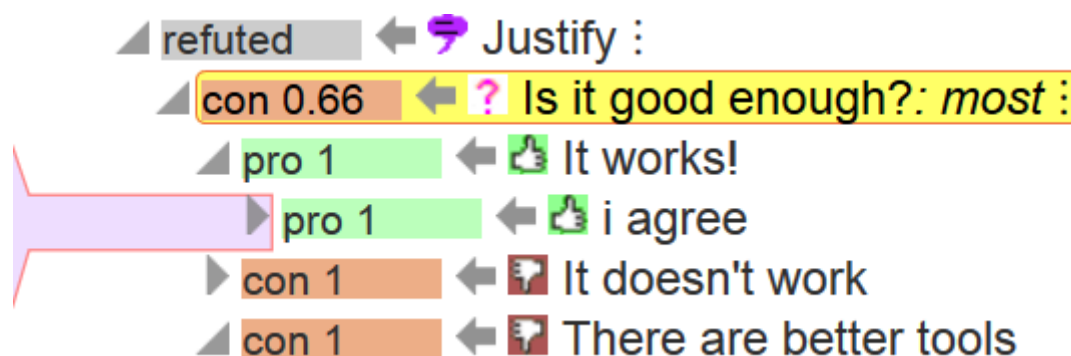 refuted Justify :
con 0.66 ? Is it good enough?: most :
pro 1 It works!
pro 1 i agree
con 1 It doesn't work
con 1 There are better tools